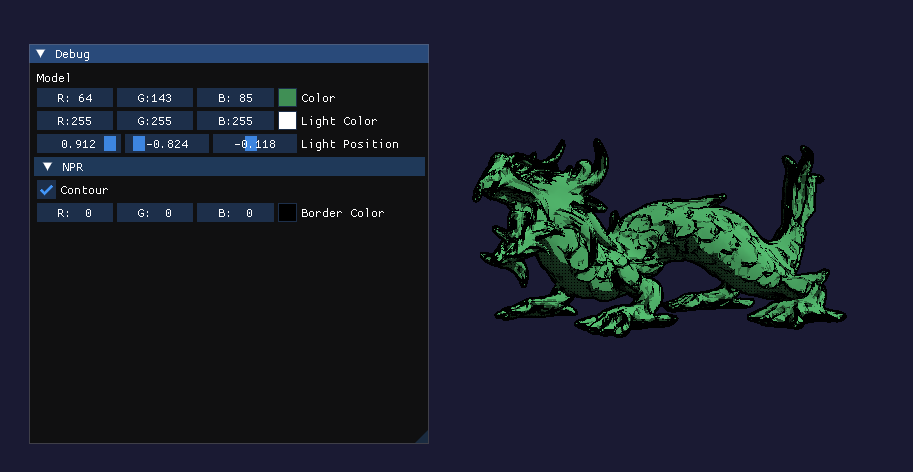 Debug
Model
R: 64 G:143 B: 85 Color
R:255 G:255 B:255 Light Color
0.912 -0.824 -0.118 Light Position
NPR
Contour
R: 0 G: 0 B: 0 Border Color